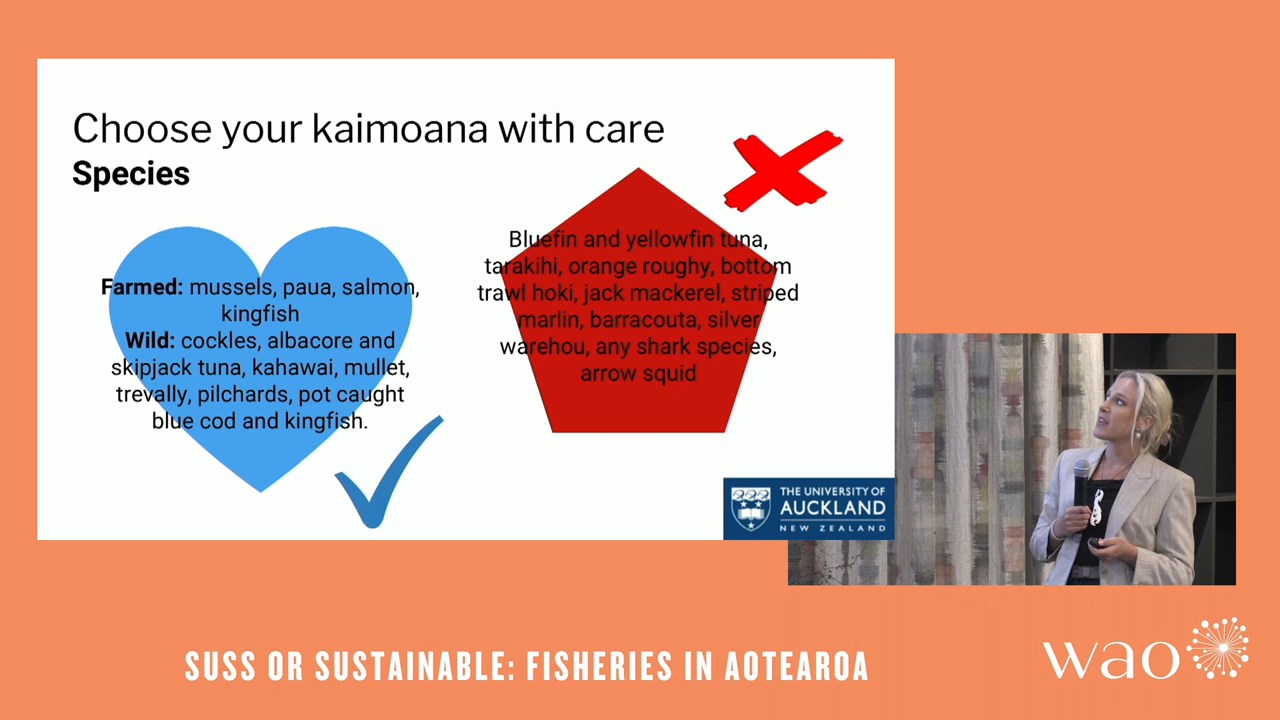 Choose your kaimoana with care
Species
Farmed: mussels, paua, salmon,
kingfish
Wild: cockles, albacore and
skipjack tuna, kahawai, mullet,
trevally, pilchards, pot caught
blue cod and kingfish.
Bluefin and yellowfin tuna,
tarakihi, orange roughy, bottom
trawl hoki, jack mackerel, striped
marlin, barracouta, silver
warehou, any shark species,
arrow squid
THE UNIVERSITY OF
AUCKLAND
NEW ZEALAND
SUSS OR SUSTAINABLE: FISHERIES IN AOTEAROA
wao